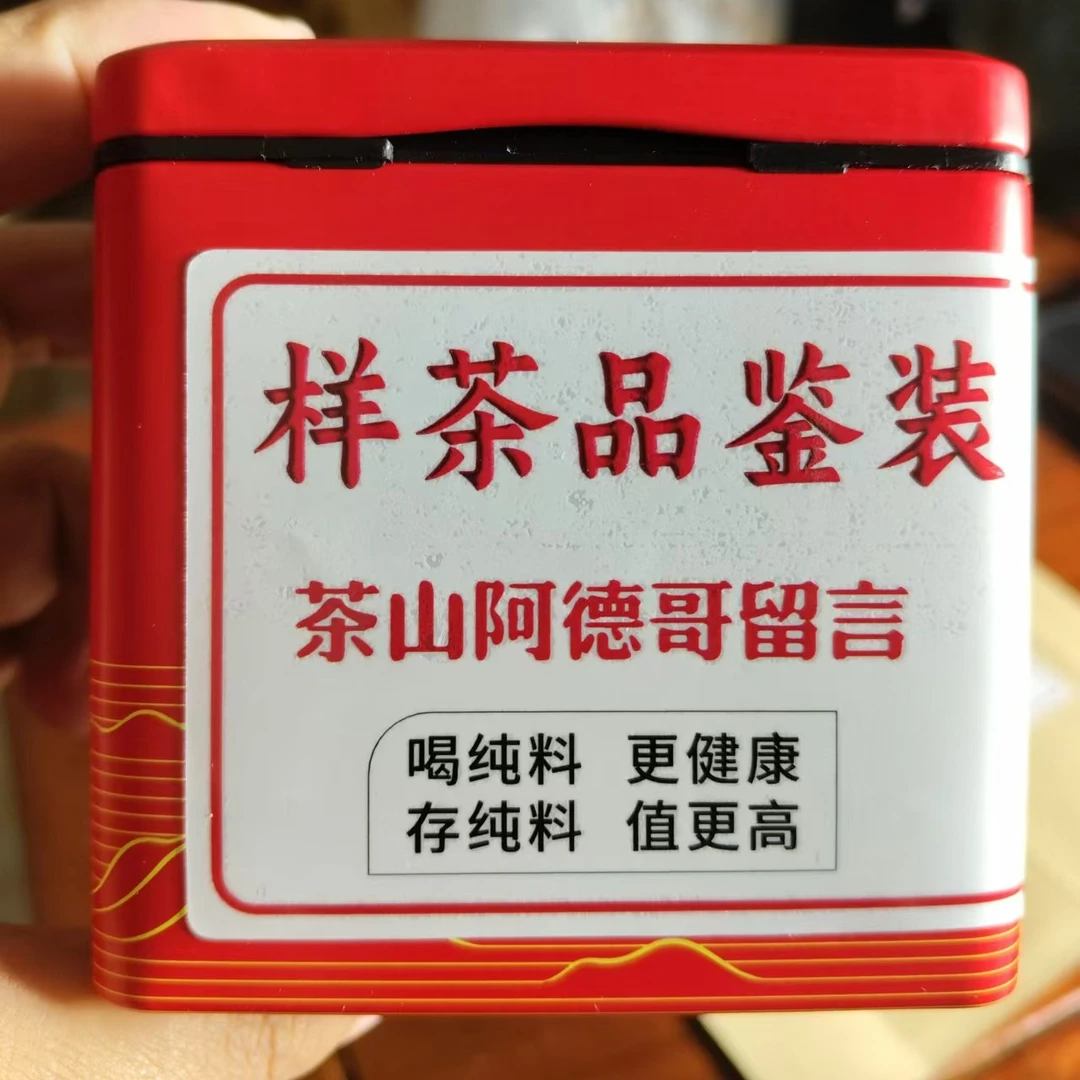 样茶品鉴装
茶山阿德哥留言
喝纯料 更健康
存纯料 值更高